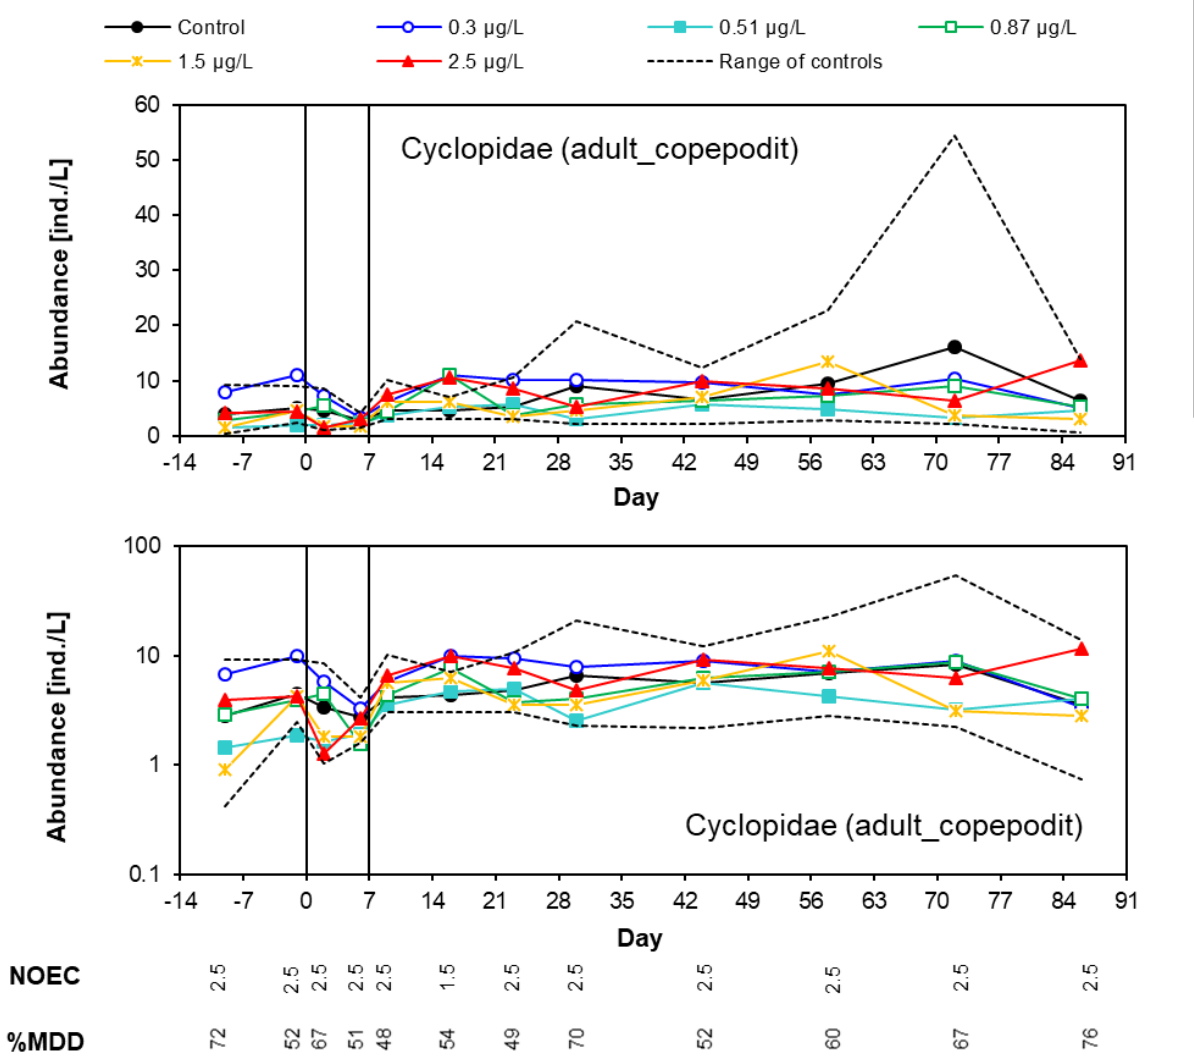 Control 0.3 µg/L 0.51 µg/L 0.87 µg/L
1.5 µg/L 2.5 µg/L Range of controls
Cyclopidae (adult_copepodit)
Abundance [ind./L]
60
50
40
30
20
10
0
-14 -7 0 7 14 21 28 35 42 49 56 63 70 77 84 91
Day
Abundance [ind./L]
100
10
1
0.1
Cyclopidae (adult_copepodit)
-14 -7 0 7 14 21 28 35 42 49 56 63 70 77 84 91
Day
NOEC 2.5 2.5 2.5 2.5 2.5 1.5 2.5 2.5 2.5 2.5 2.5 2.5
%MDD 72 52 67 51 48 54 49 70 52 60 67 76